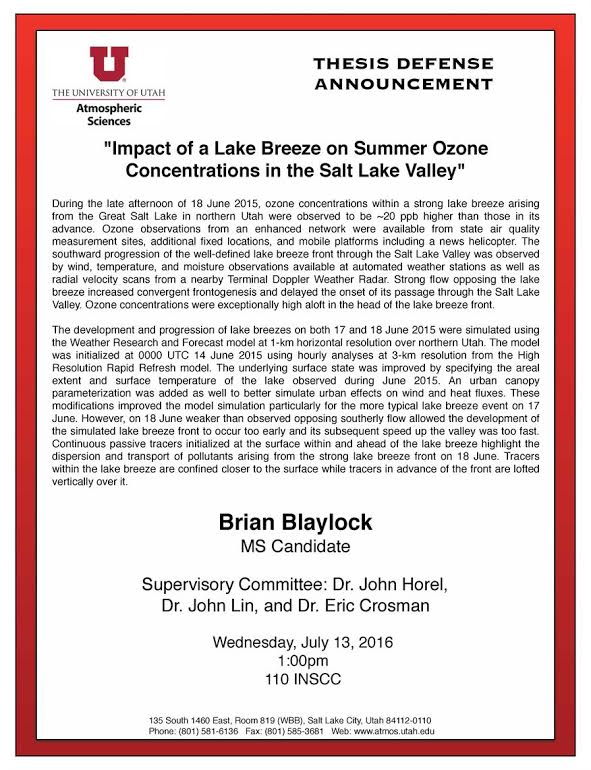 THE UNIVERSITY OF UTAH
Atmospheric
Sciences
THESIS DEFENSE
ANNOUNCEMENT
"Impact of a Lake Breeze on Summer Ozone
Concentrations in the Salt Lake Valley"
During the late afternoon of 18 June 2015, ozone concentrations within a strong lake breeze arising
from the Great Salt Lake in northern Utah were observed to be ~20 ppb higher than those in its
advance. Ozone observations from an enhanced network were available from state air quality
measurement sites, additional fixed locations, and mobile platforms including a news helicopter. The
southward progression of the well-defined lake breeze front through the Salt Lake Valley was observed
by wind, temperature, and moisture observations available at automated weather stations as well as
radial velocity scans from a nearby Terminal Doppler Weather Radar. Strong flow opposing the lake
breeze increased convergent frontogenesis and delayed the onset of its passage through the Salt Lake
Valley. Ozone concentrations were exceptionally high aloft in the head of the lake breeze front.
The development and progression of lake breezes on both 17 and 18 June 2015 were simulated using
the Weather Research and Forecast model at 1-km horizontal resolution over northern Utah. The model
was initialized at 0000 UTC 14 June 2015 using hourly analyses at 3-km resolution from the High
Resolution Rapid Refresh model. The underlying surface state was improved by specifying the areal
extent and surface temperature of the lake observed during June 2015. An urban canopy
parameterization was added as well to better simulate urban effects on wind and heat fluxes. These
modifications improved the model simulation particularly for the more typical lake breeze event on 17
June. However, on 18 June weaker than observed opposing southerly flow allowed the development of
the simulated lake breeze front to occur too early and its subsequent speed up the valley was too fast.
Continuous passive tracers initialized at the surface within and ahead of the lake breeze highlight the
dispersion and transport of pollutants arising from the strong lake breeze front on 18 June. Tracers
within the lake breeze are confined closer to the surface while tracers in advance of the front are lofted
vertically over it.
Brian Blaylock
MS Candidate
Supervisory Committee: Dr. John Horel,
Dr. John Lin, and Dr. Eric Crosman
Wednesday, July 13, 2016
1:00pm
110 INSCC
135 South 1460 East, Room 819 (WBB), Salt Lake City, Utah 84112-0110
Phone: (801) 581-6136 Fax: (801) 585-3681 Web: www.atmos.utah.edu